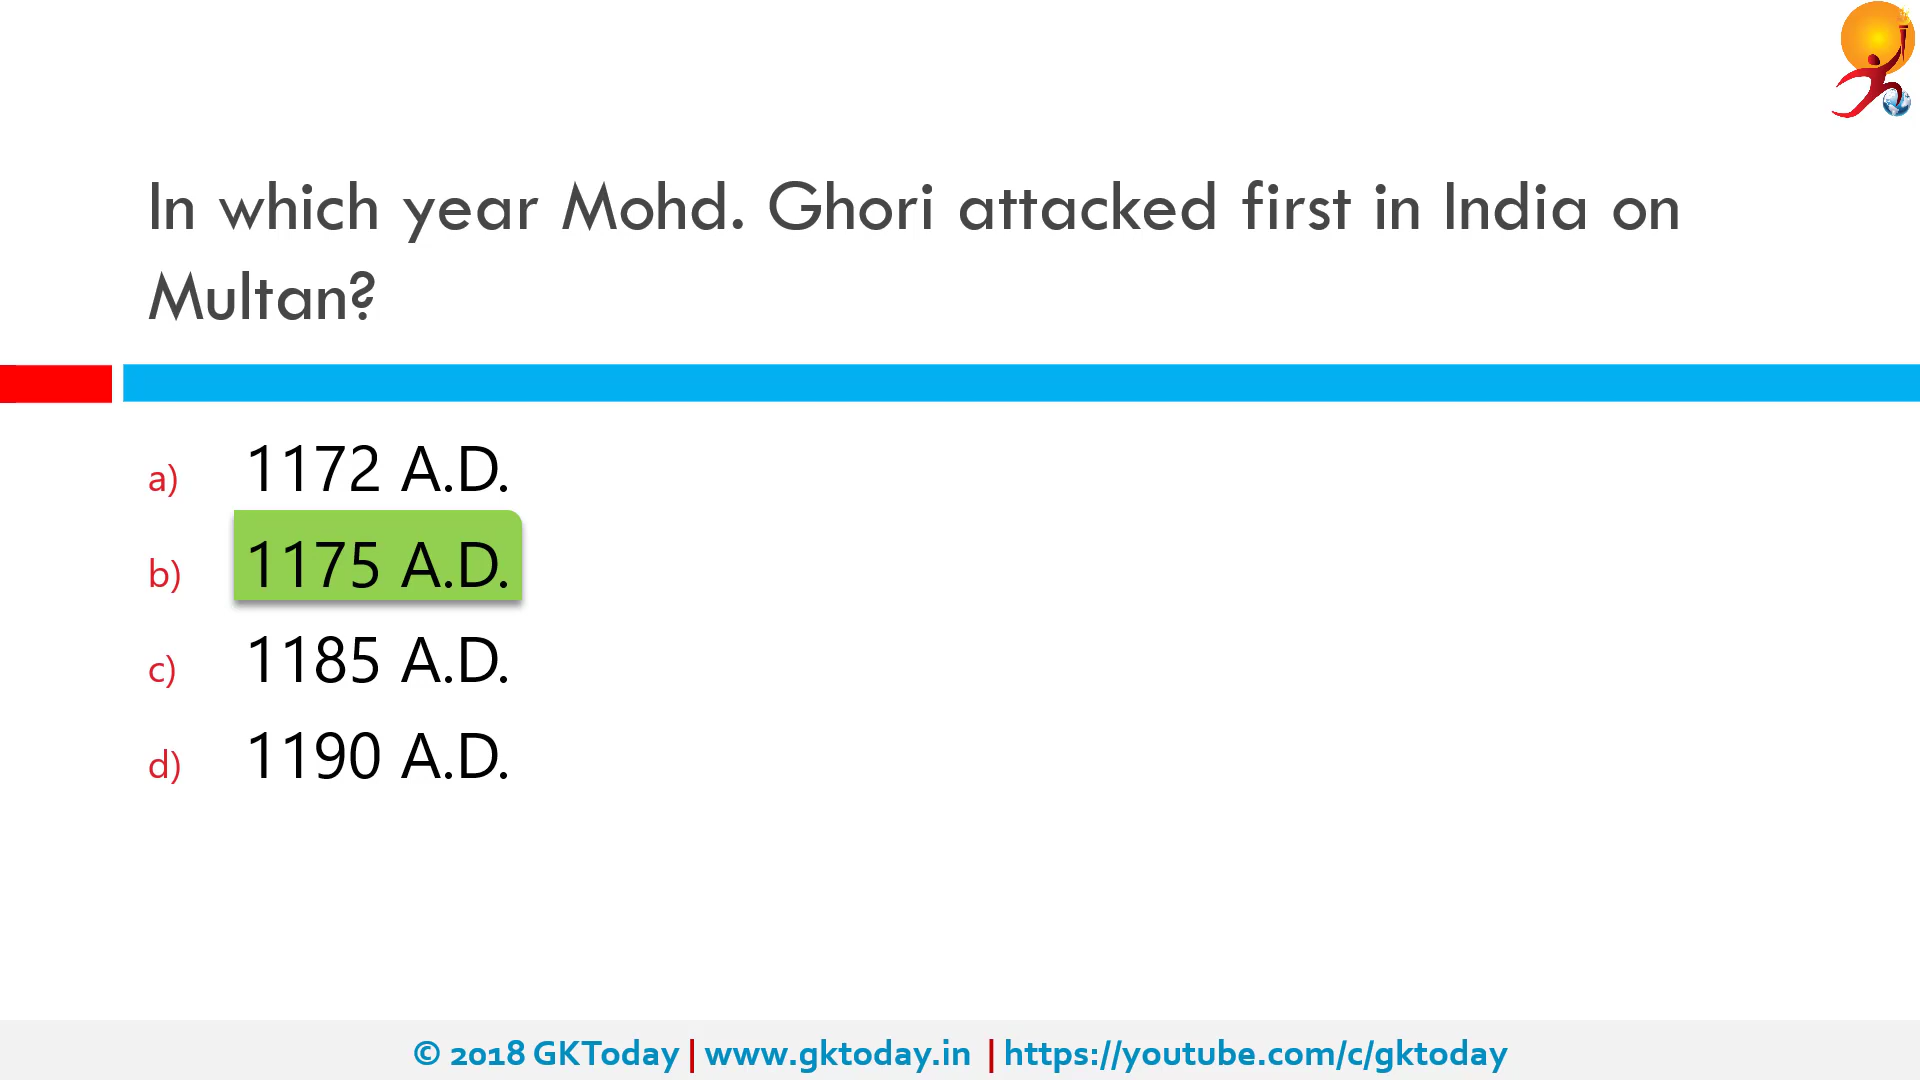 In which year Mohd. Ghori attacked first in India on
Multan?
a) 1172 A.D.
b) 1175 A.D.
c) 1185 A.D.
d) 1190 A.D.
© 2018 GKToday | www.gktoday.in | https://youtube.com/c/gktoday